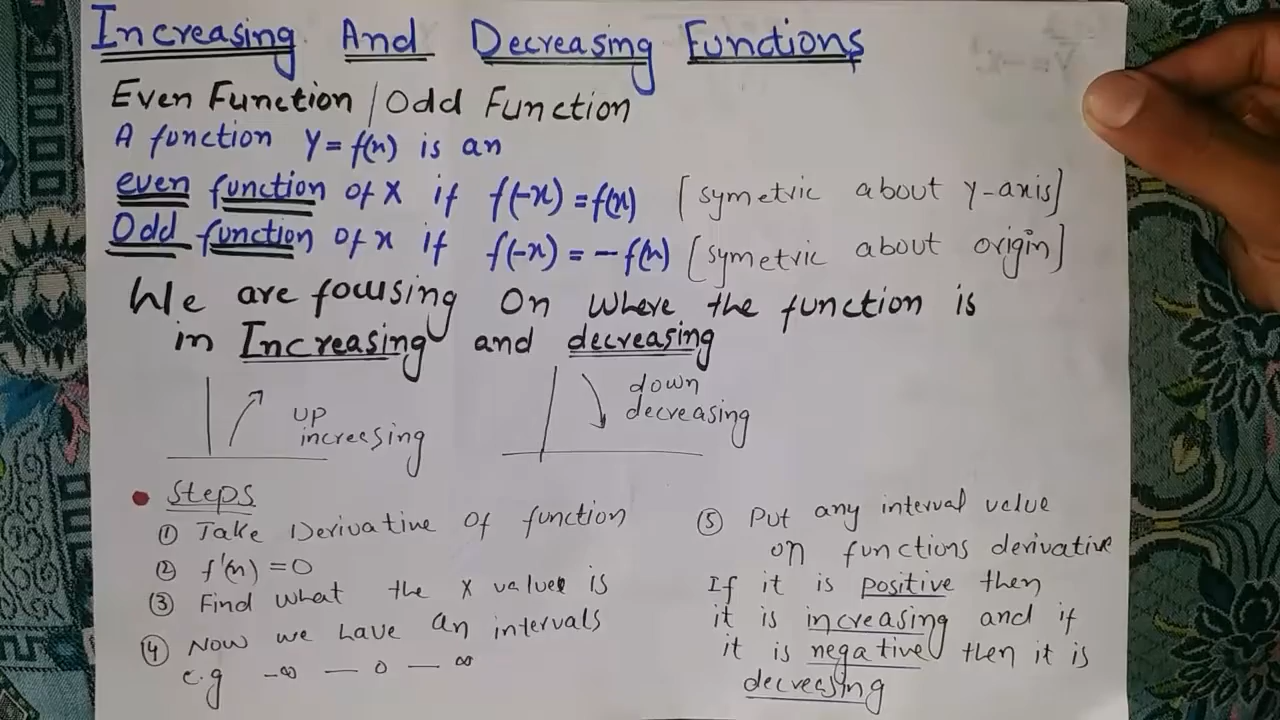 Increasing And Decreasing Functions
Even Function / Odd Function
A function Y = f(x) is an
even function of X if f(-x) = f(x) [symetric about Y-axis]
Odd function of x if f(-x) = -f(x) [symetric about origin]
We are focusing On where the function is
in Increasing and decreasing
UP
increcsing
down
decreasing
Steps
① Take Derivative of function
② f'(x) = 0
③ Find what the X values is
④ Now we have an intervals
e.g -∞ — 0 — ∞
⑤ Put any interval value
on functions derivative
If it is positive then
it is increasing and if
it is negative then it is
decreasing